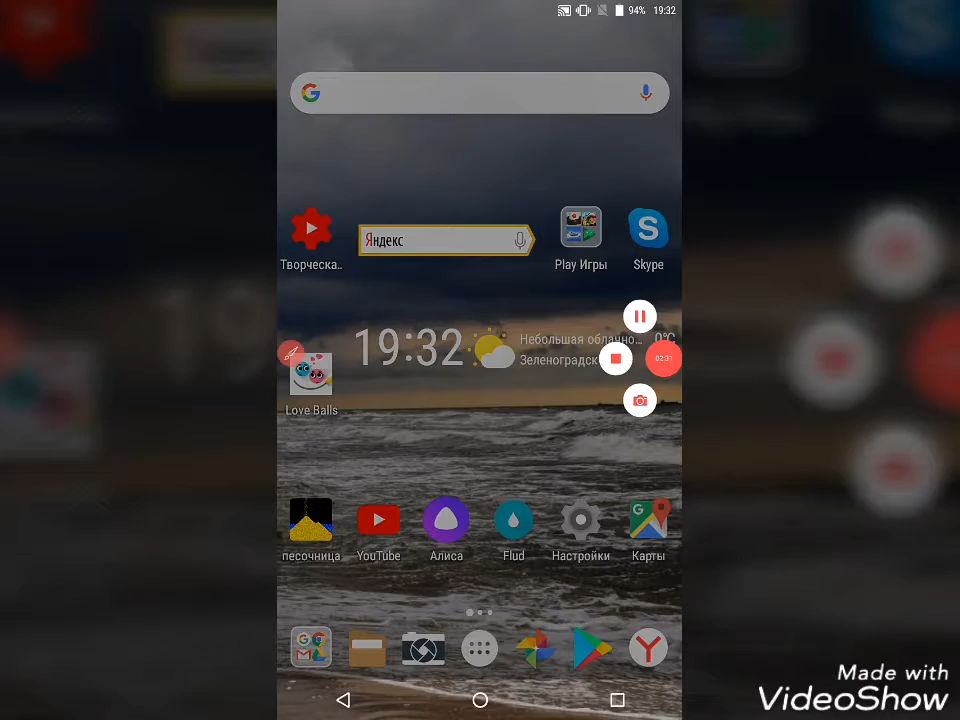 94% 19:32
G
Яндекс
Творческа..
Play Игры
S
Skype
19:32
Небольшая облачно… 0°C
Зеленоградск
02:31
Love Balls
песочница
YouTube
Алиса
Flud
Настройки
G
Карты
Y
Made with
VideoShow